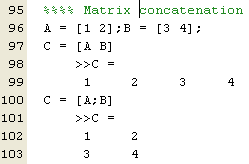 95 %%%% Matrix concatenation
96 A = [1 2];B = [3 4];
97 C = [A B]
98 >>C =
99 1 2 3 4
100 C = [A;B]
101 >>C =
102 1 2
103 3 4